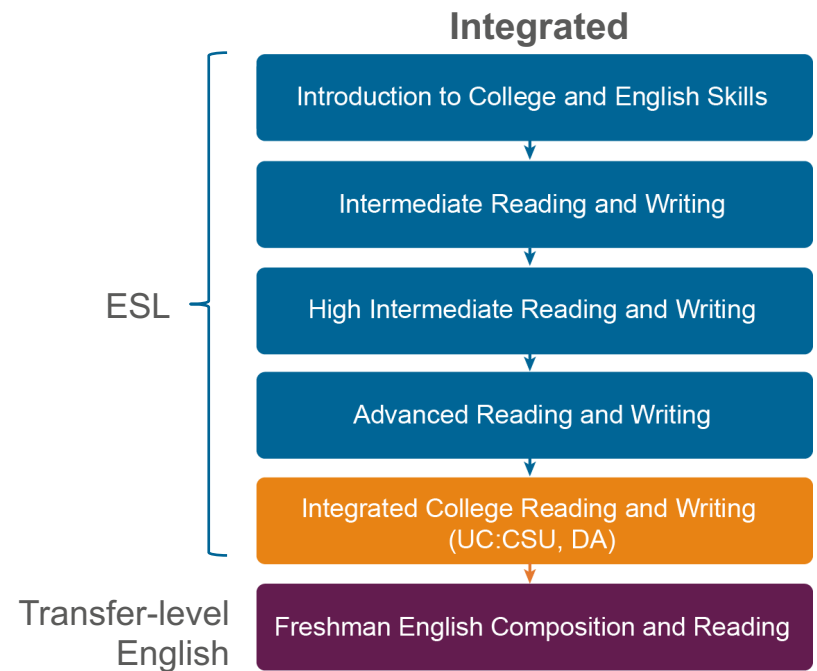 Integrated
Introduction to College and English Skills
Intermediate Reading and Writing
High Intermediate Reading and Writing
ESL
Advanced Reading and Writing
Integrated College Reading and Writing
(UC:CSU, DA)
Transfer-level
English
Freshman English Composition and Reading